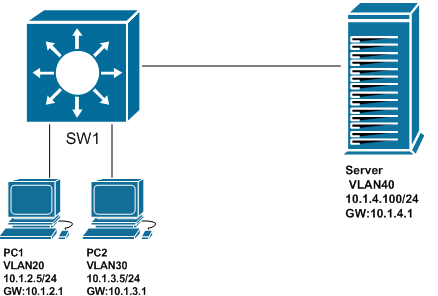 SW1
Server
VLAN40
10.1.4.100/24
GW:10.1.4.1
PC1
VLAN20
10.1.2.5/24
GW:10.1.2.1
PC2
VLAN30
10.1.3.5/24
GW:10.1.3.1